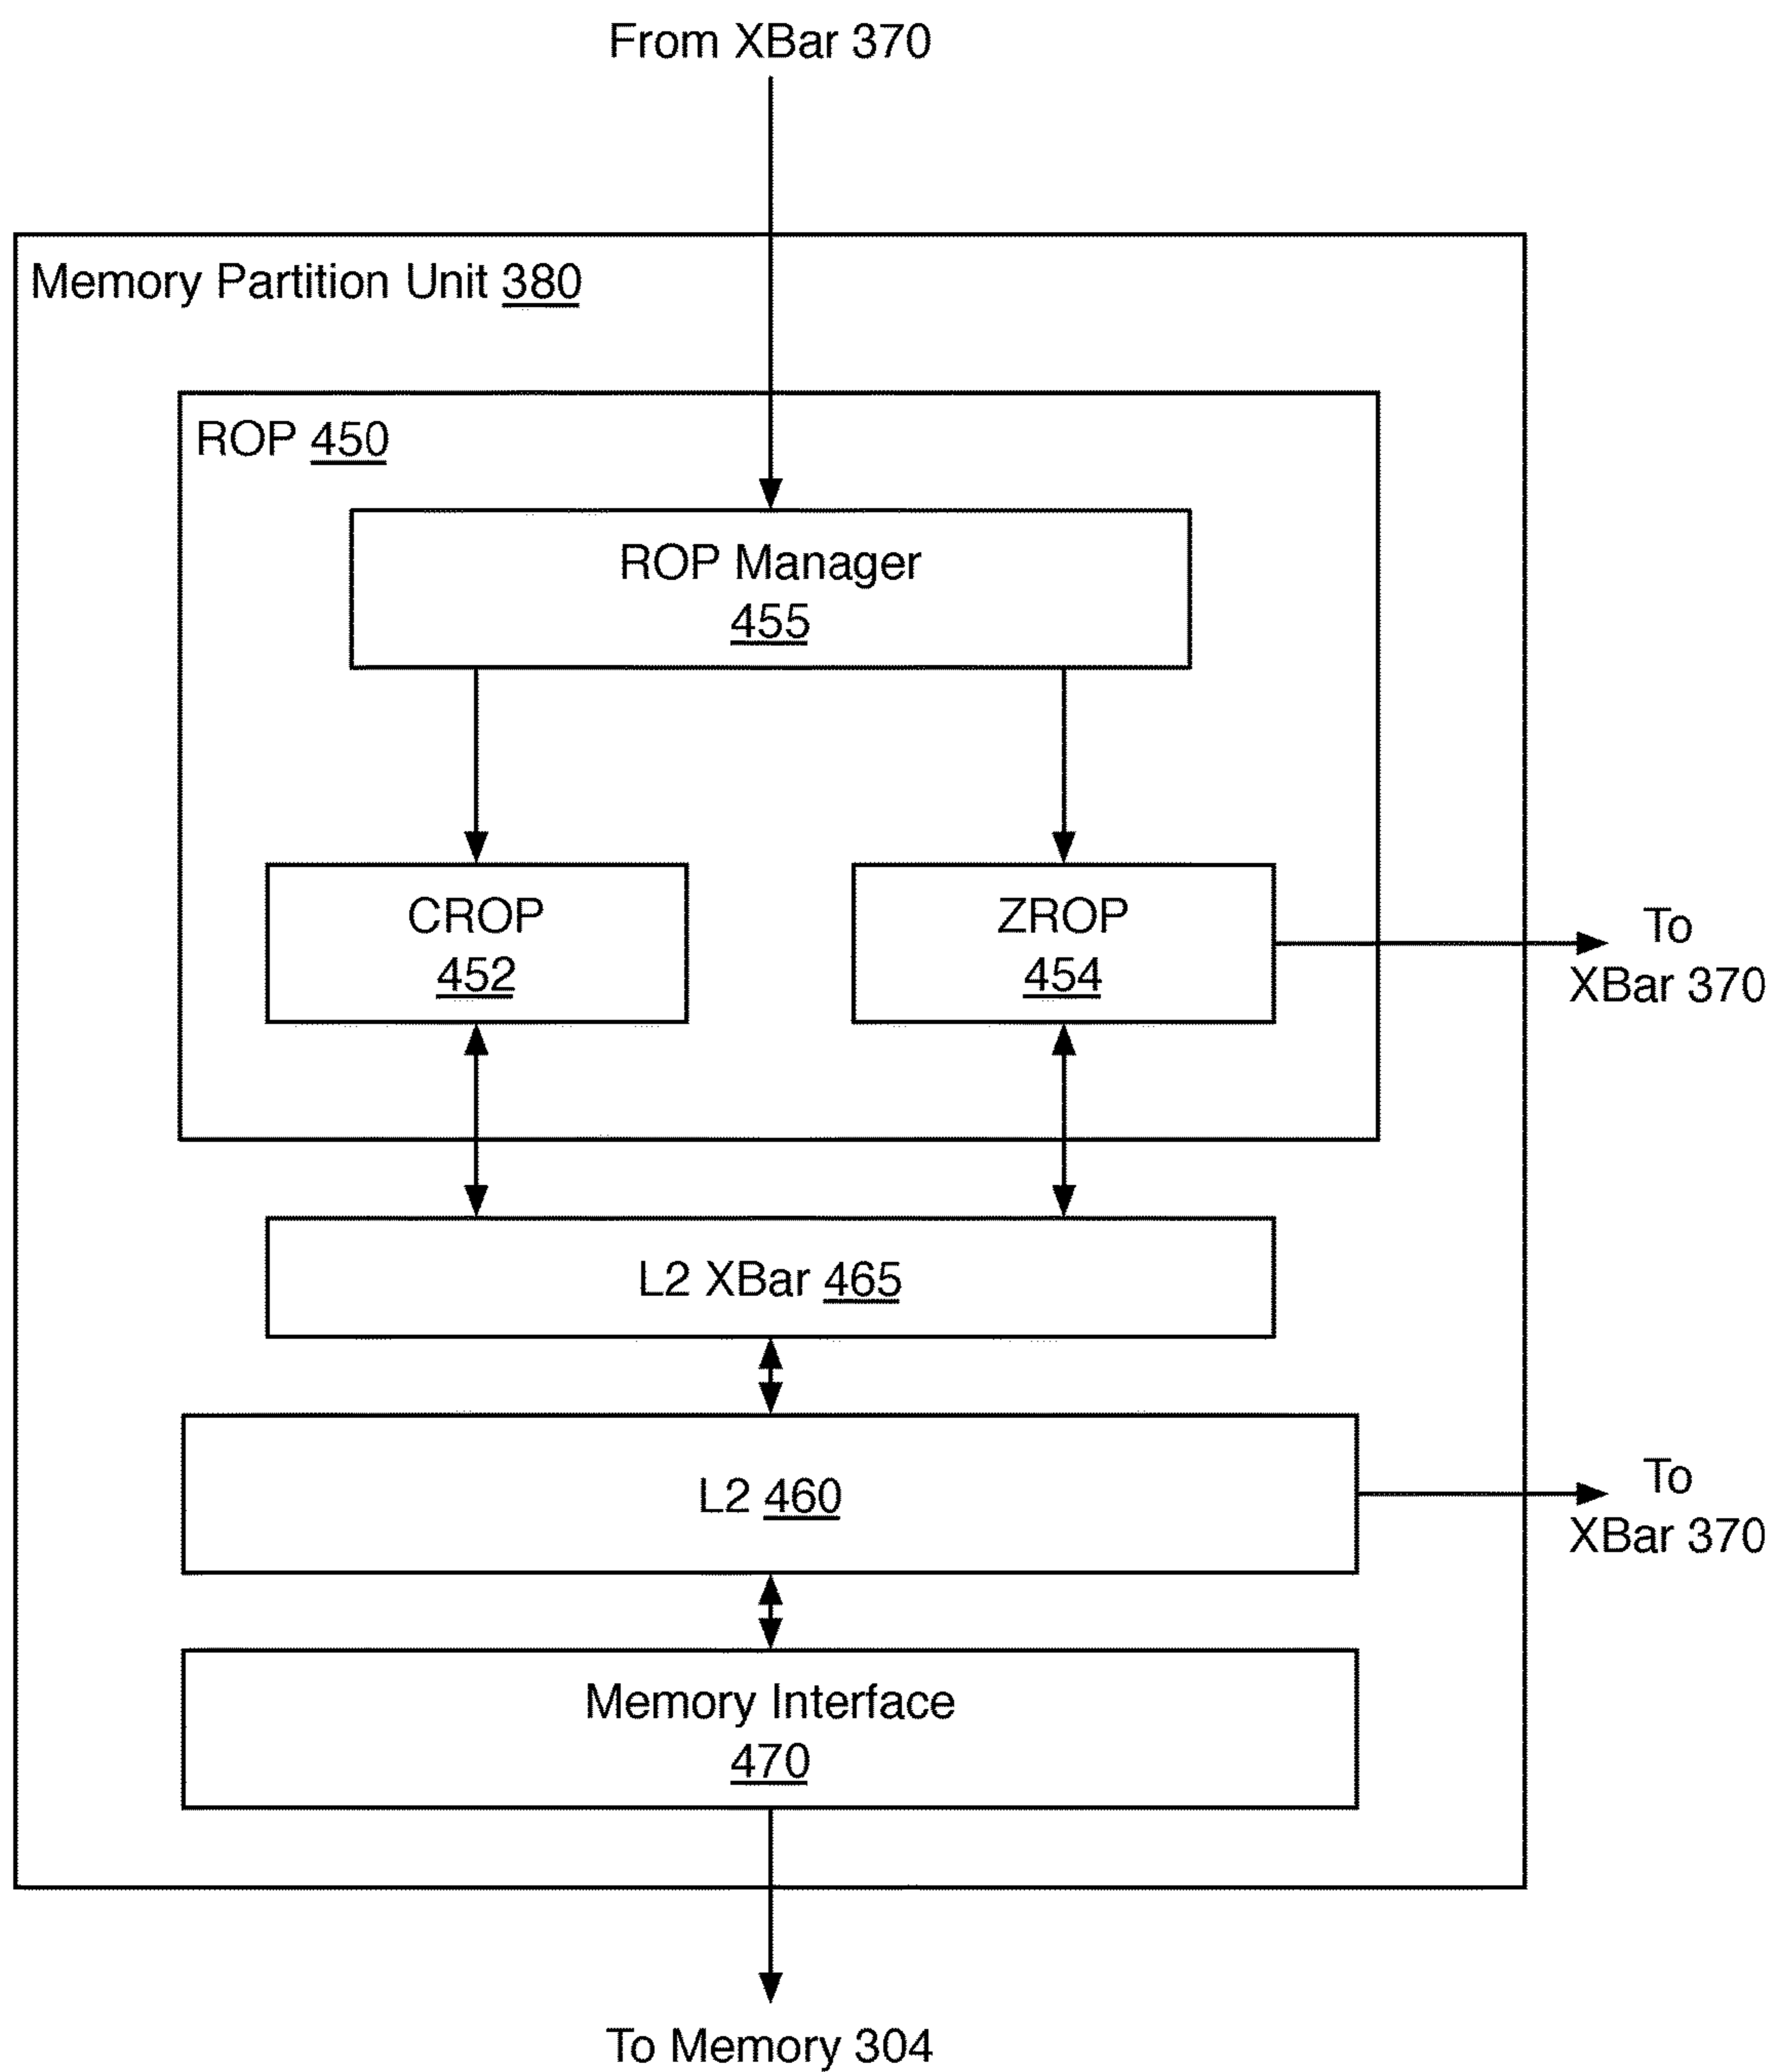 From XBar 370
Memory Partition Unit 380
ROP 450
ROP Manager
455
CROP
452
ZROP
454
To
XBar 370
L2 XBar 465
L2 460
To
XBar 370
Memory Interface
470
To Memory 304